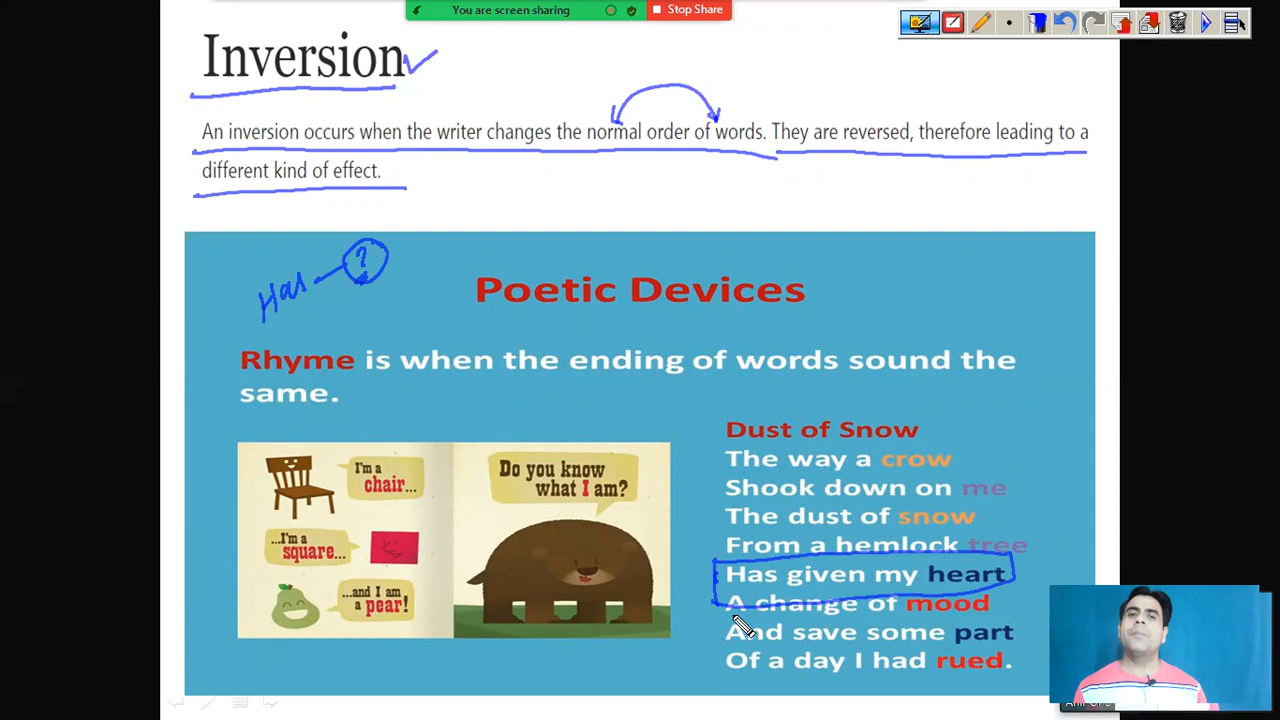 You are screen sharing
Stop Share
Inversion
An inversion occurs when the writer changes the normal order of words. They are reversed, therefore leading to a
different kind of effect.
Has - ?
Poetic Devices
Rhyme is when the ending of words sound the
same.
I'm a
chair...
...I'm a
square...
...and I am
a pear!
Do you know
what I am?
Dust of Snow
The way a crow
Shook down on me
The dust of snow
From a hemlock tree
Has given my heart
A change of mood
And save some part
Of a day I had rued.